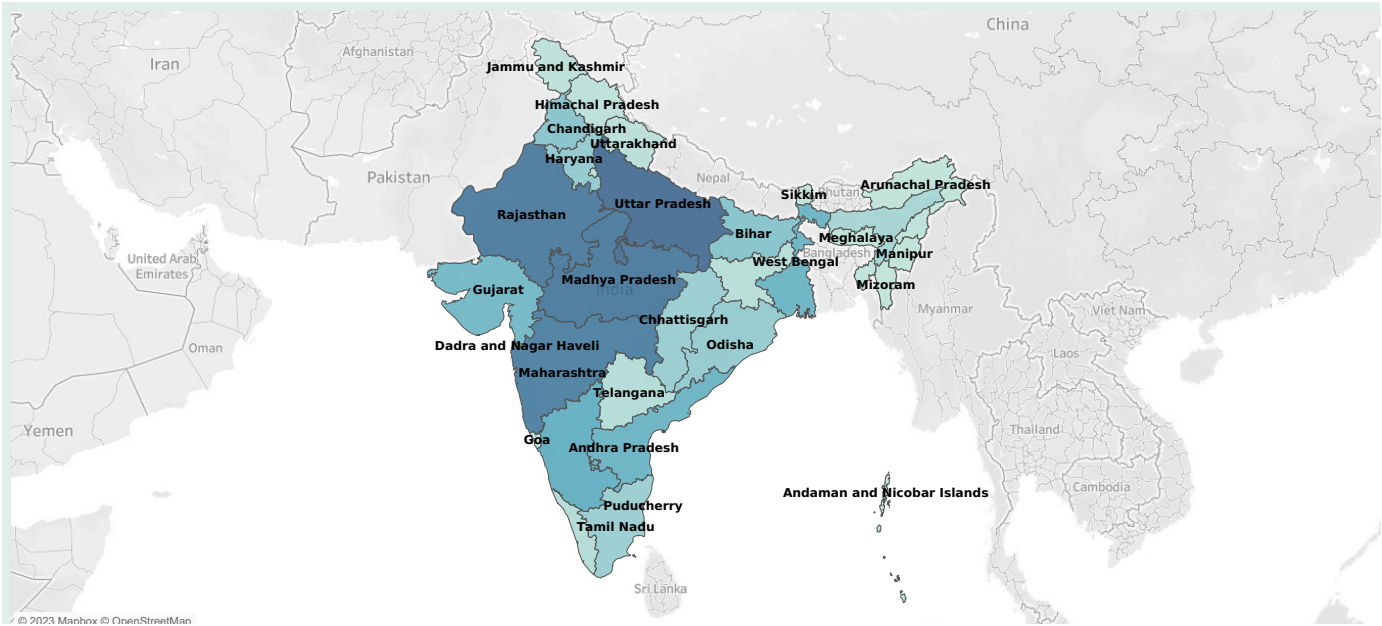 China
Afghanistan
Iran
Jammu and Kashmir
Himachal Pradesh
Chandigarh
Uttarakhand
Haryana
Pakistan
Nepal
Sikkim
Bhutan
Arunachal Pradesh
Uttar Pradesh
Rajasthan
Bihar
Meghalaya
Bangladesh
Manipur
West Bengal
United Arab
Emirates
Madhya Pradesh
India
Gujarat
Mizoram
Myanmar
Viet Nam
Chhattisgarh
Odisha
Oman
Dadra and Nagar Haveli
Laos
Maharashtra
Telangana
Yemen
Goa
Thailand
Andhra Pradesh
Cambodia
Andaman and Nicobar Islands
Puducherry
Tamil Nadu
Sri Lanka
© 2023 Mapbox © OpenStreetMap